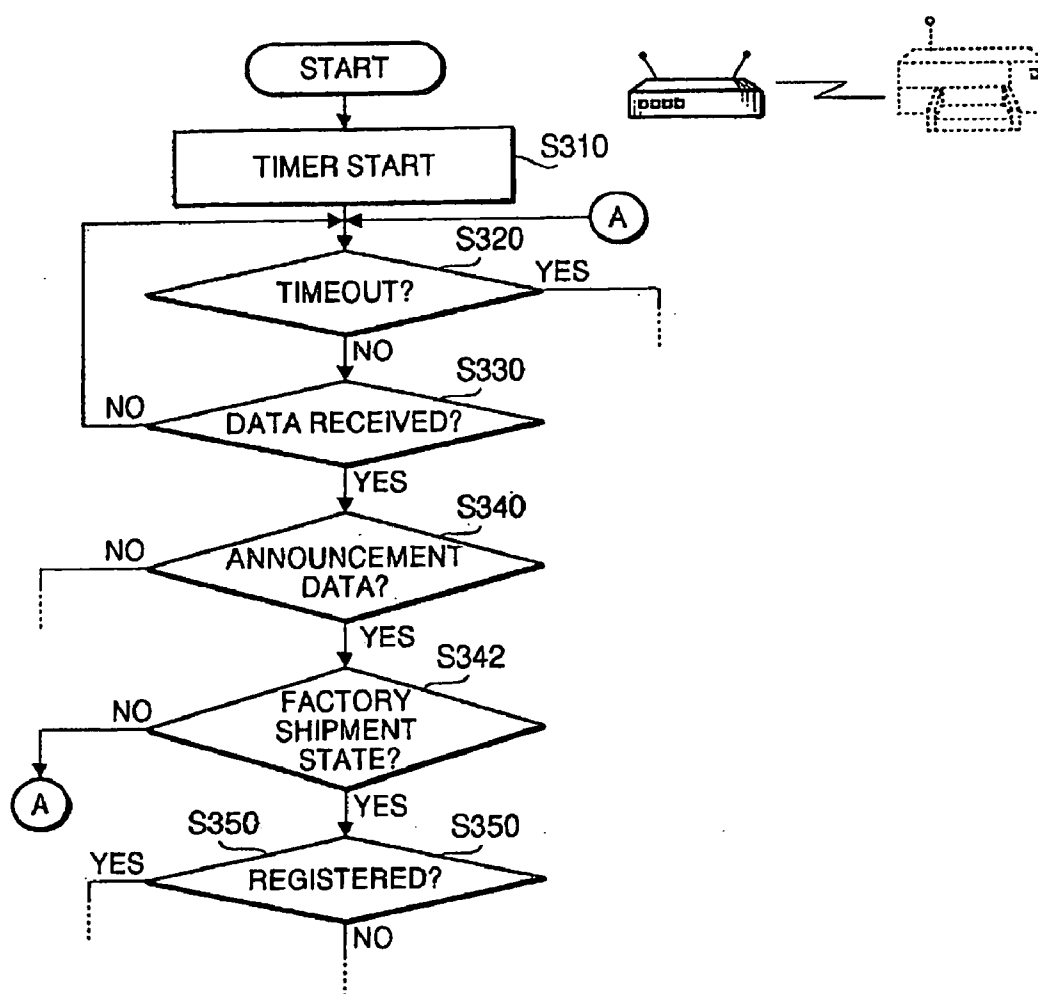 START
TIMER START
S310
A
S320
TIMEOUT?
YES
NO
S330
DATA RECEIVED?
NO
YES
S340
ANNOUNCEMENT
DATA?
NO
YES
S342
FACTORY
SHIPMENT
STATE?
NO
A
YES
S350
S350
REGISTERED?
YES
NO